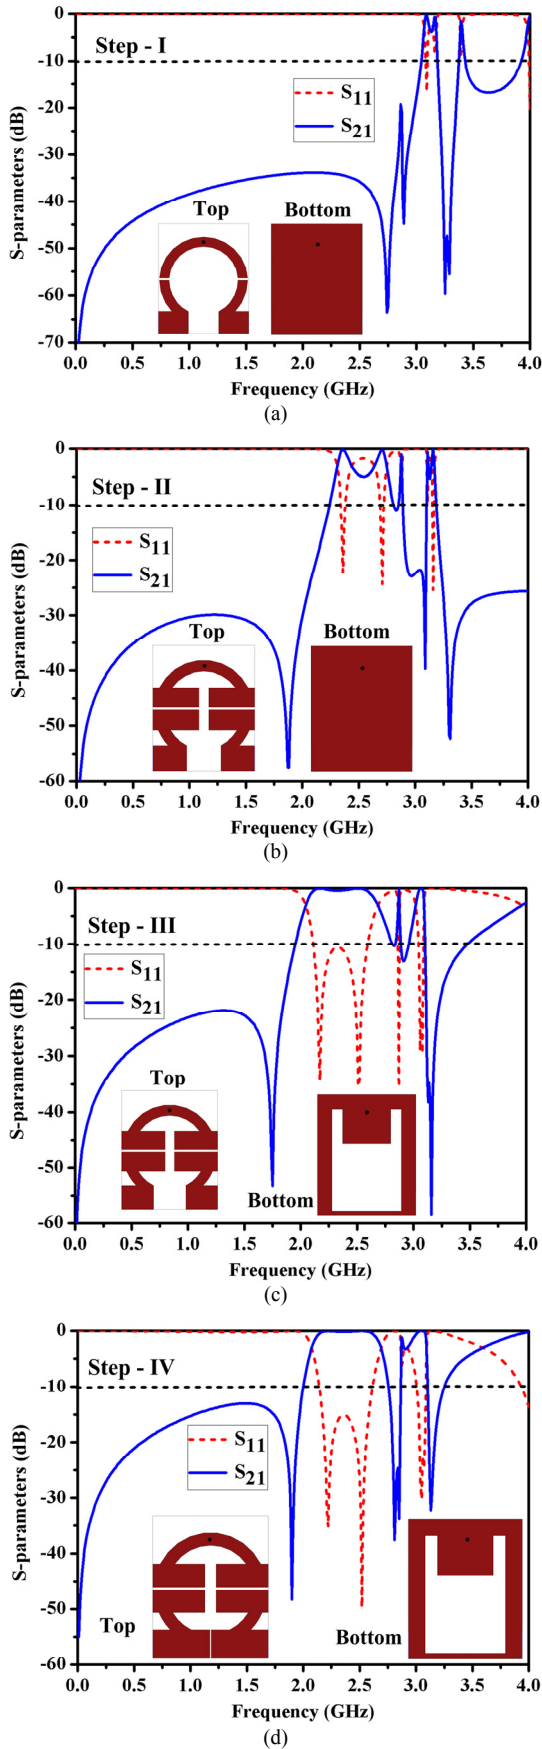 0
-10
-20
-30
-40
-50
-60
-70
S-parameters (dB)
Step - I
S11
S21
Top
Bottom
0.0 0.5 1.0 1.5 2.0 2.5 3.0 3.5 4.0
Frequency (GHz)
(a)
0
-10
-20
-30
-40
-50
-60
S-parameters (dB)
Step - II
S11
S21
Top
Bottom
0.0 0.5 1.0 1.5 2.0 2.5 3.0 3.5 4.0
Frequency (GHz)
(b)
0
-10
-20
-30
-40
-50
-60
S-parameters (dB)
Step - III
S11
S21
Top
Bottom
0.0 0.5 1.0 1.5 2.0 2.5 3.0 3.5 4.0
Frequency (GHz)
(c)
0
-10
-20
-30
-40
-50
-60
S-parameters (dB)
Step - IV
S11
S21
Top
Bottom
0.0 0.5 1.0 1.5 2.0 2.5 3.0 3.5 4.0
Frequency (GHz)
(d)